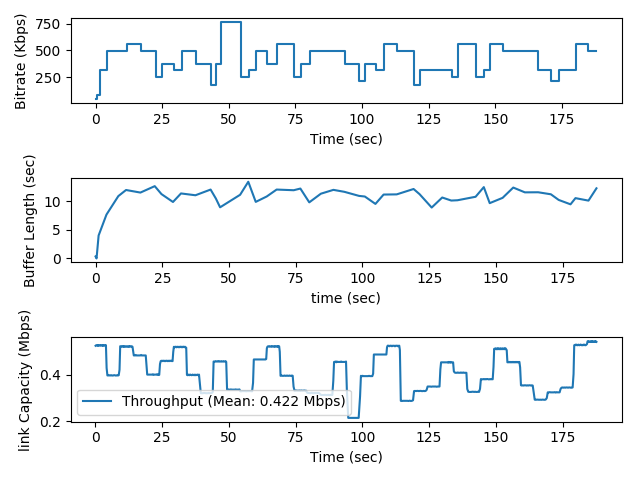 Bitrate (Kbps)
750
500
250
0 25 50 75 100 125 150 175
Time (sec)
Buffer Length (sec)
10
5
0
0 25 50 75 100 125 150 175
time (sec)
link Capacity (Mbps)
0.4
0.2
Throughput (Mean: 0.422 Mbps)
0 25 50 75 100 125 150 175
Time (sec)